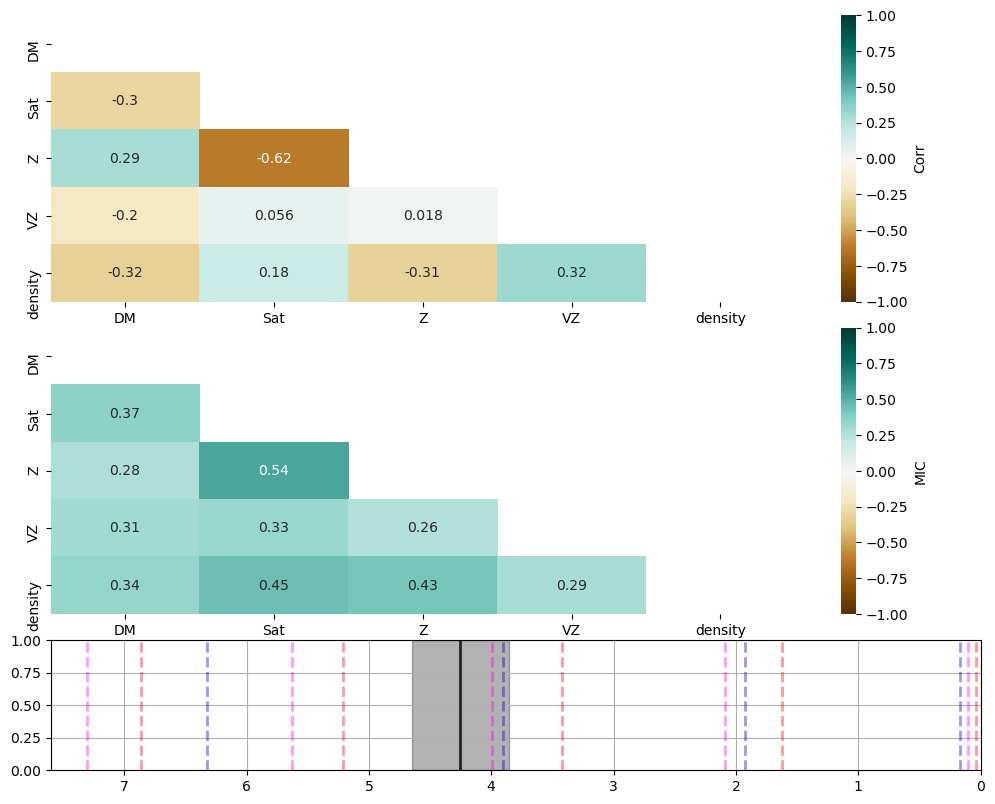 DM
Sat
Z
VZ
density
-0.3
0.29 -0.62
-0.2 0.056 0.018
-0.32 0.18 -0.31 0.32
DM Sat Z VZ density
1.00
0.75
0.50
0.25
0.00
−0.25
−0.50
−0.75
−1.00
Corr
DM
Sat
Z
VZ
density
0.37
0.28 0.54
0.31 0.33 0.26
0.34 0.45 0.43 0.29
DM Sat Z VZ density
1.00
0.75
0.50
0.25
0.00
−0.25
−0.50
−0.75
−1.00
MIC
1.00
0.75
0.50
0.25
0.00
7 6 5 4 3 2 1 0